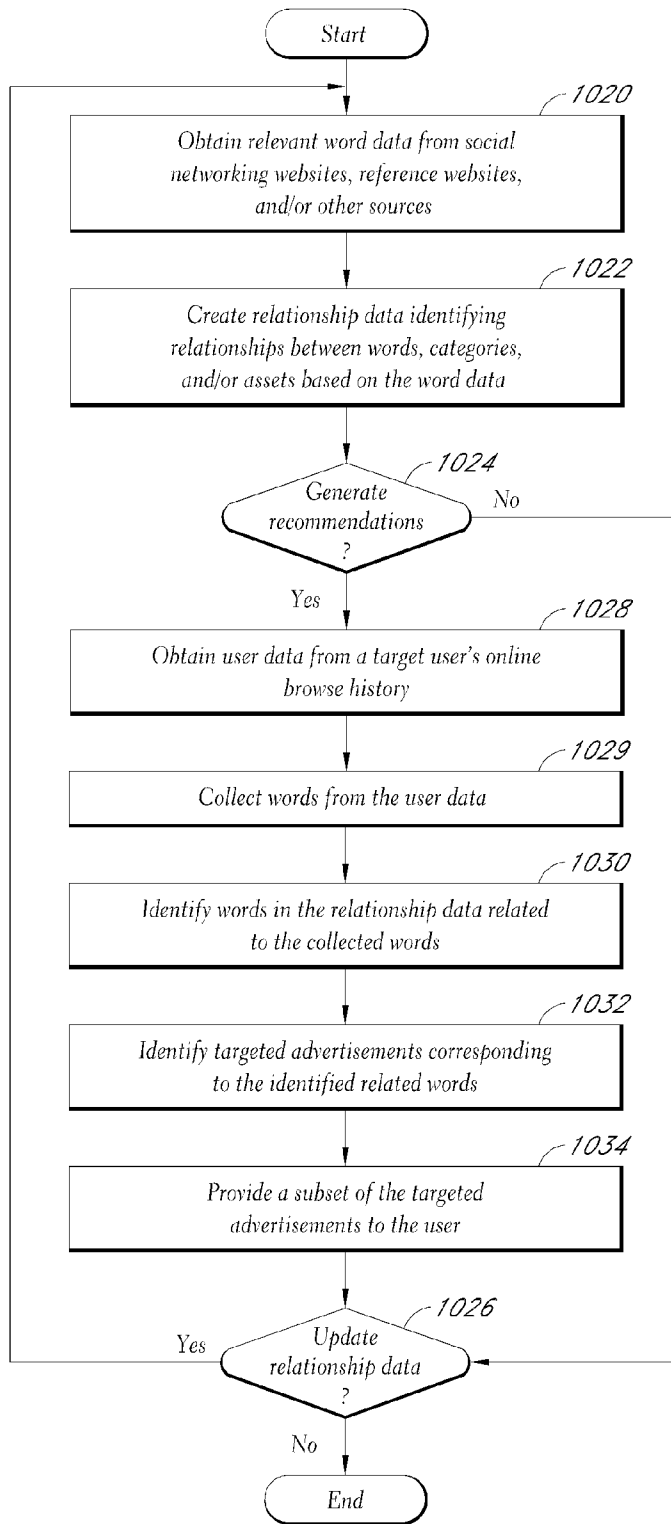 Start
1020
Obtain relevant word data from social
networking websites, reference websites,
and/or other sources
1022
Create relationship data identifying
relationships between words, categories,
and/or assets based on the word data
1024
Generate
recommendations
?
No
Yes
1028
Obtain user data from a target user's online
browse history
1029
Collect words from the user data
1030
Identify words in the relationship data related
to the collected words
1032
Identify targeted advertisements corresponding
to the identified related words
1034
Provide a subset of the targeted
advertisements to the user
1026
Update
relationship data
?
Yes
No
End